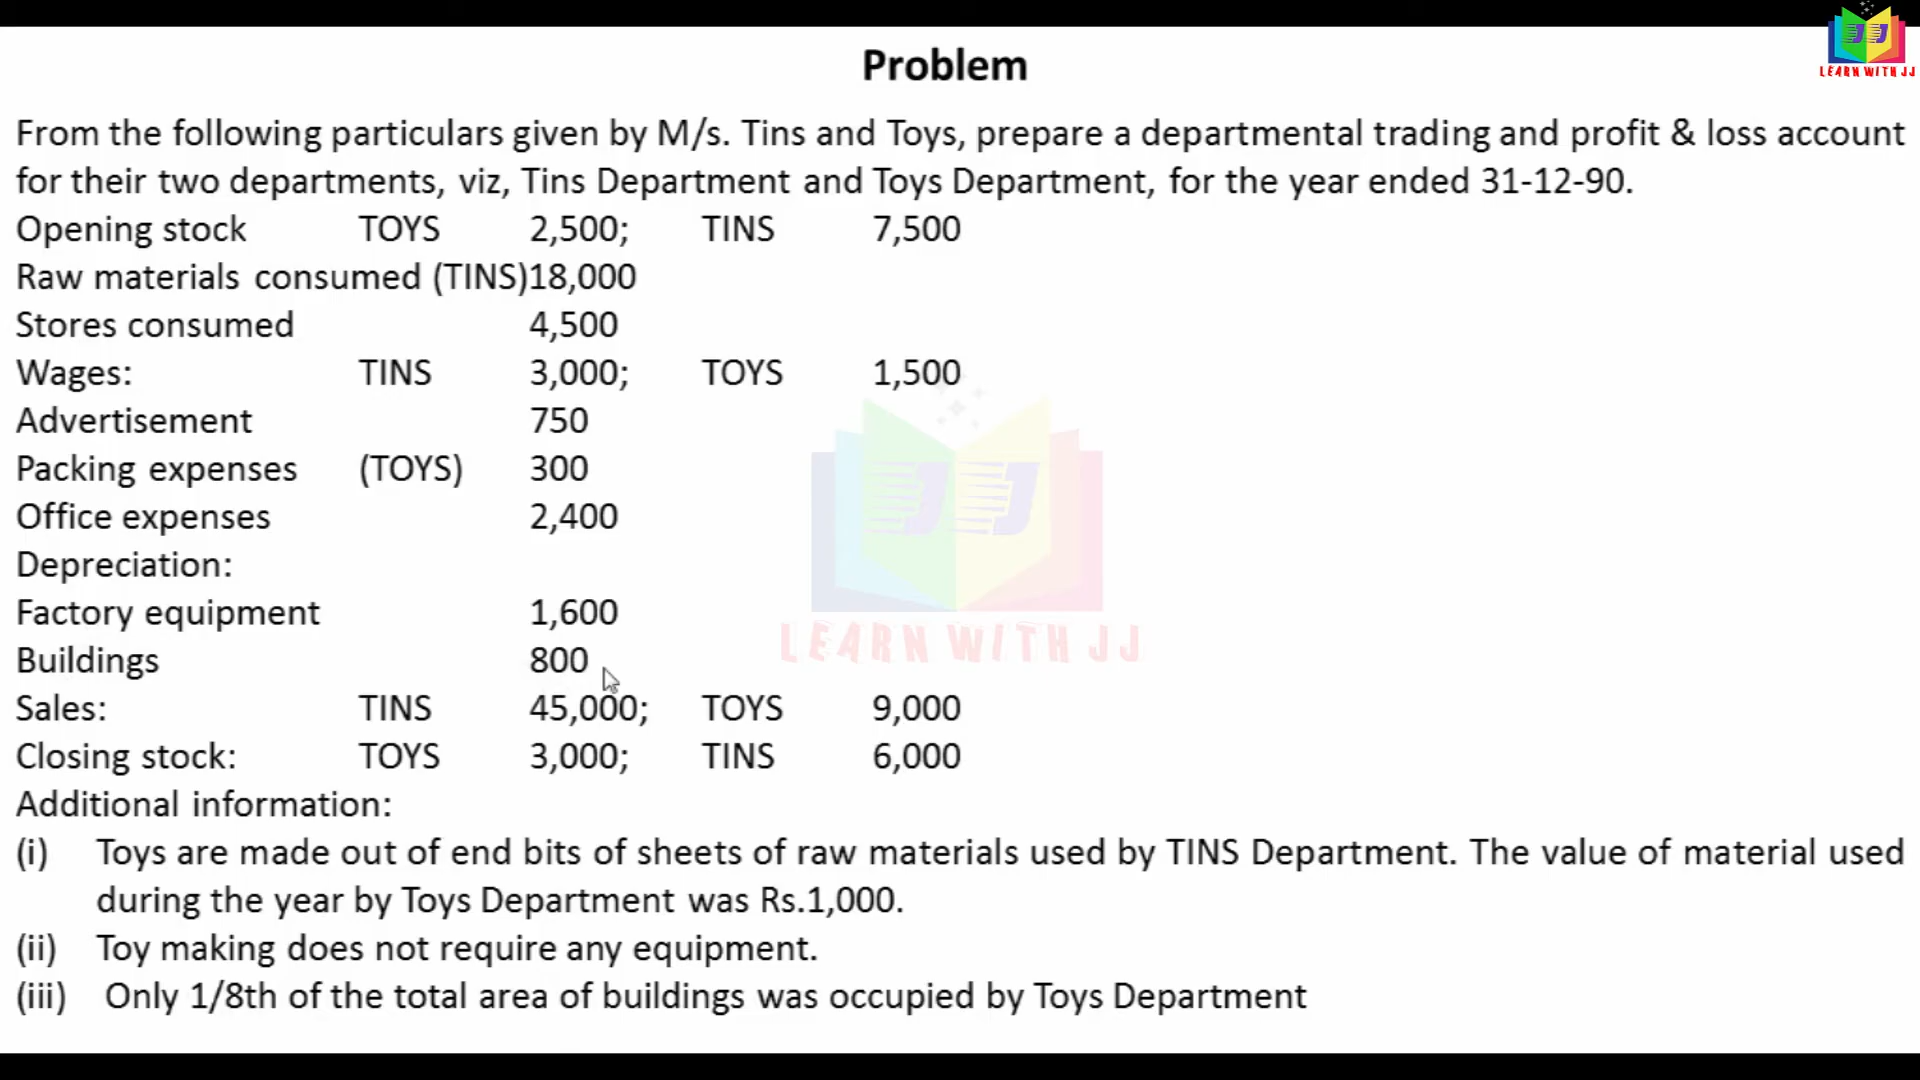 LEARN WITH JJ
Problem
From the following particulars given by M/s. Tins and Toys, prepare a departmental trading and profit & loss account
for their two departments, viz, Tins Department and Toys Department, for the year ended 31-12-90.
Opening stock TOYS 2,500; TINS 7,500
Raw materials consumed (TINS)18,000
Stores consumed 4,500
Wages: TINS 3,000; TOYS 1,500
Advertisement 750
Packing expenses (TOYS) 300
Office expenses 2,400
Depreciation:
Factory equipment 1,600
Buildings 800
Sales: TINS 45,000; TOYS 9,000
Closing stock: TOYS 3,000; TINS 6,000
Additional information:
(i) Toys are made out of end bits of sheets of raw materials used by TINS Department. The value of material used
during the year by Toys Department was Rs.1,000.
(ii) Toy making does not require any equipment.
(iii) Only 1/8th of the total area of buildings was occupied by Toys Department
JJ
LEARN WITH JJ